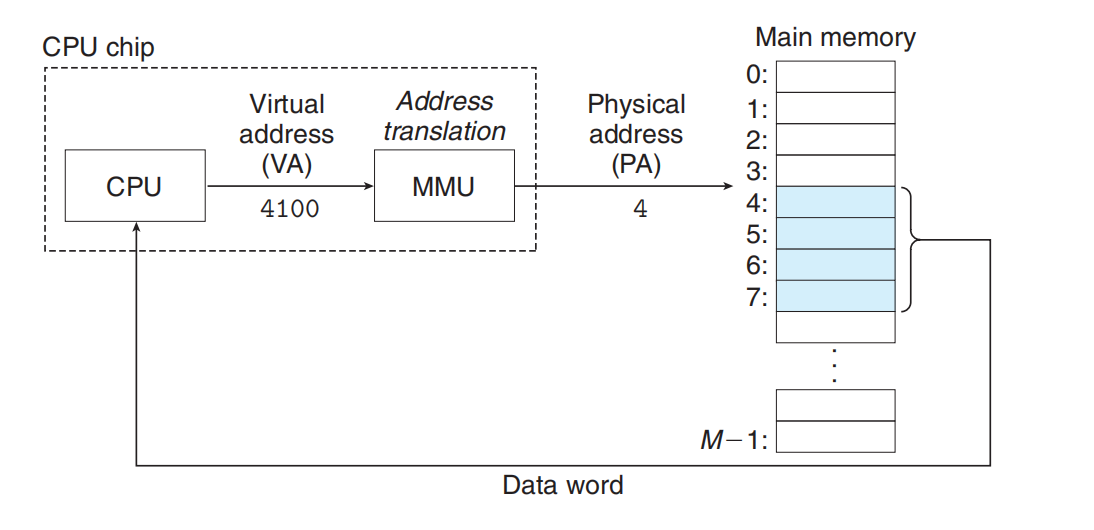 CPU chip
CPU
Virtual
address
(VA)
4100
Address
translation
MMU
Physical
address
(PA)
4
Main memory
0:
1:
2:
3:
4:
5:
6:
7:
.
.
.
M−1:
Data word